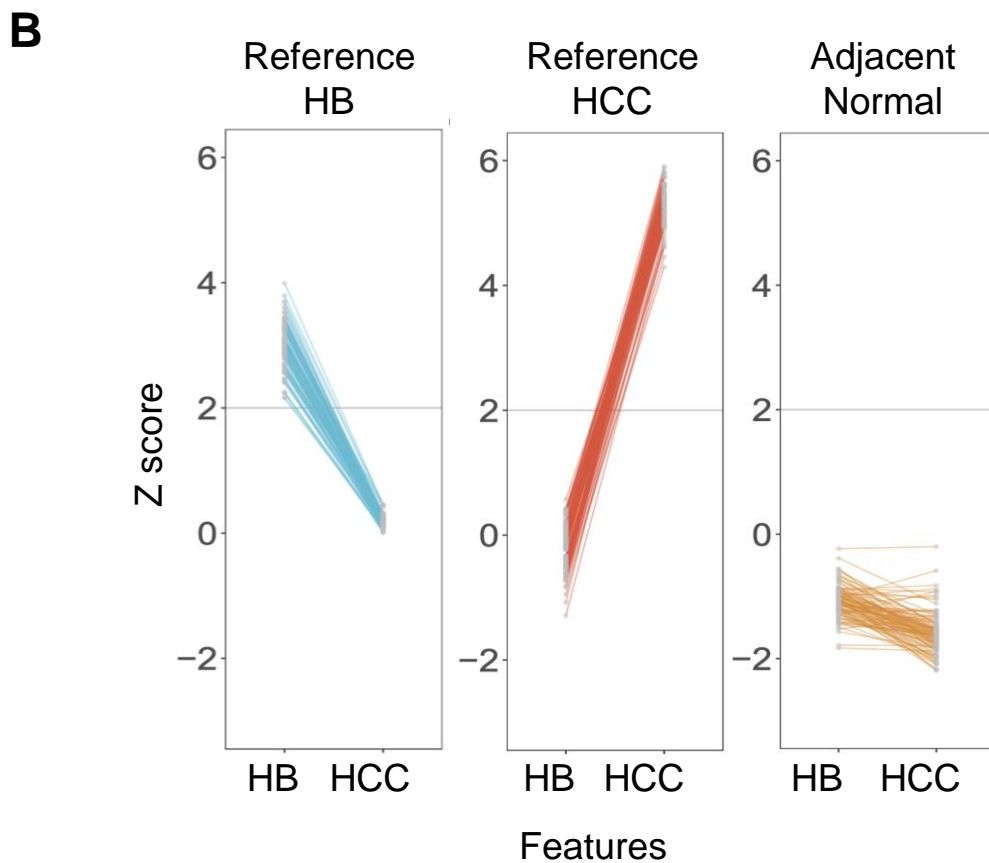 B
Reference
HB
Reference
HCC
Adjacent
Normal
Z score
6
4
2
0
−2
6
4
2
0
−2
6
4
2
0
−2
HB HCC
HB HCC
HB HCC
Features